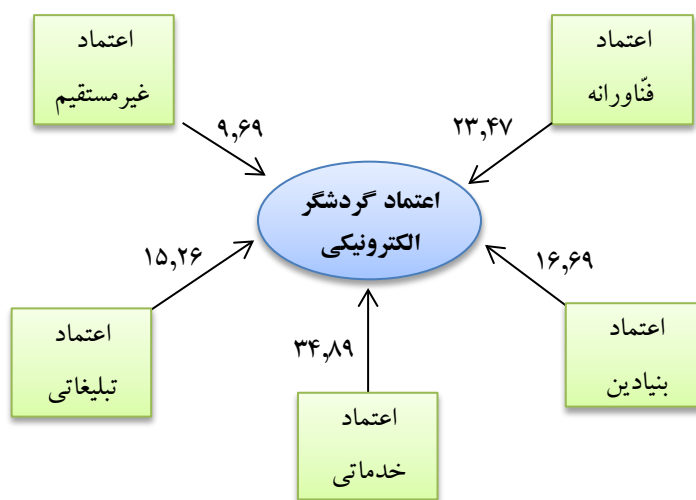 اعتماد
فنّاورانه
اعتماد
غیرمستقیم
۲۳,۴۷
۹,۶۹
اعتماد گردشگر
الکترونیکی
۱۶,۶۹
۱۵,۲۶
اعتماد
بنیادین
اعتماد
تبلیغاتی
۳۴,۸۹
اعتماد
خدماتی